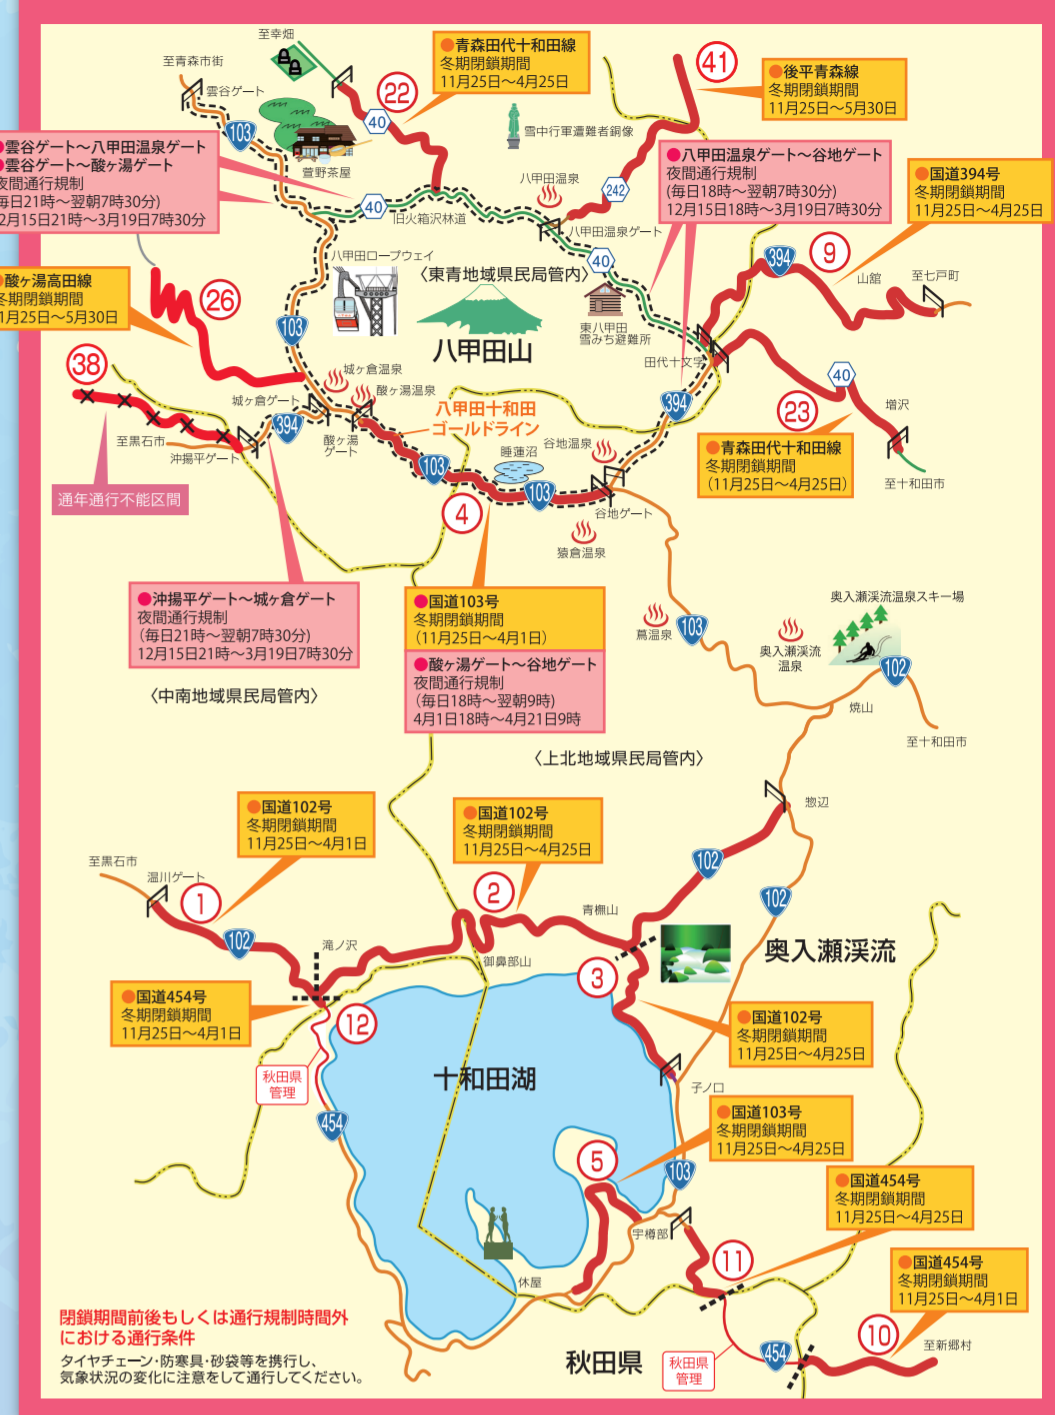 至幸畑
●青森田代十和田線
冬期閉鎖期間
11月25日～4月25日
至青森市街
雲谷ゲート
22
41
●後平青森線
冬期閉鎖期間
11月25日～5月30日
103
40
雪中行軍遭難者銅像
●雲谷ゲート～八甲田温泉ゲート
●雲谷ゲート～酸ヶ湯ゲート
夜間通行規制
毎日21時～翌朝7時30分)
2月15日21時～3月19日7時30分
萱野茶屋
八甲田温泉
242
●八甲田温泉ゲート～谷地ゲート
夜間通行規制
(毎日18時～翌朝7時30分)
12月15日18時～3月19日7時30分
●国道394号
冬期閉鎖期間
11月25日～4月25日
40
旧火箱沢林道
八甲田温泉ゲート
八甲田ロープウェイ
〈東青地域県民局管内〉
40
394
9
山舘
至七戸町
●酸ヶ湯高田線
冬期閉鎖期間
1月25日～5月30日
26
103
八甲田山
東八甲田
雪みち避難所
田代十文字
38
城ヶ倉温泉
酸ヶ湯温泉
城ヶ倉ゲート
394
八甲田十和田
ゴールドライン
394
40
23
増沢
至黒石市
沖揚平ゲート
酸ヶ湯
ゲート
103
睡蓮沼
谷地温泉
●青森田代十和田線
冬期閉鎖期間
(11月25日～4月25日)
至十和田市
通年通行不能区間
4
103
谷地ゲート
猿倉温泉
●沖揚平ゲート～城ヶ倉ゲート
夜間通行規制
(毎日21時～翌朝7時30分)
12月15日21時～3月19日7時30分
●国道103号
冬期閉鎖期間
(11月25日～4月1日)
●酸ヶ湯ゲート～谷地ゲート
夜間通行規制
(毎日18時～翌朝9時)
4月1日18時～4月21日9時
奥入瀬渓流温泉スキー場
蔦温泉
103
奥入瀬渓流
温泉
102
〈中南地域県民局管内〉
焼山
至十和田市
〈上北地域県民局管内〉
●国道102号
冬期閉鎖期間
11月25日～4月1日
●国道102号
冬期閉鎖期間
11月25日～4月25日
惣辺
至黒石市
温川ゲート
1
102
2
102
102
青橅山
滝ノ沢
御鼻部山
3
奥入瀬渓流
●国道454号
冬期閉鎖期間
11月25日～4月1日
12
●国道102号
冬期閉鎖期間
11月25日～4月25日
秋田県
管理
十和田湖
子ノ口
454
●国道103号
冬期閉鎖期間
11月25日～4月25日
5
103
●国道454号
冬期閉鎖期間
11月25日～4月25日
宇樽部
11
●国道454号
冬期閉鎖期間
11月25日～4月1日
休屋
閉鎖期間前後もしくは通行規制時間外
における通行条件
タイヤチェーン・防寒具・砂袋等を携行し、
気象状況の変化に注意をして通行してください。
秋田県
秋田県
管理
454
10
至新郷村